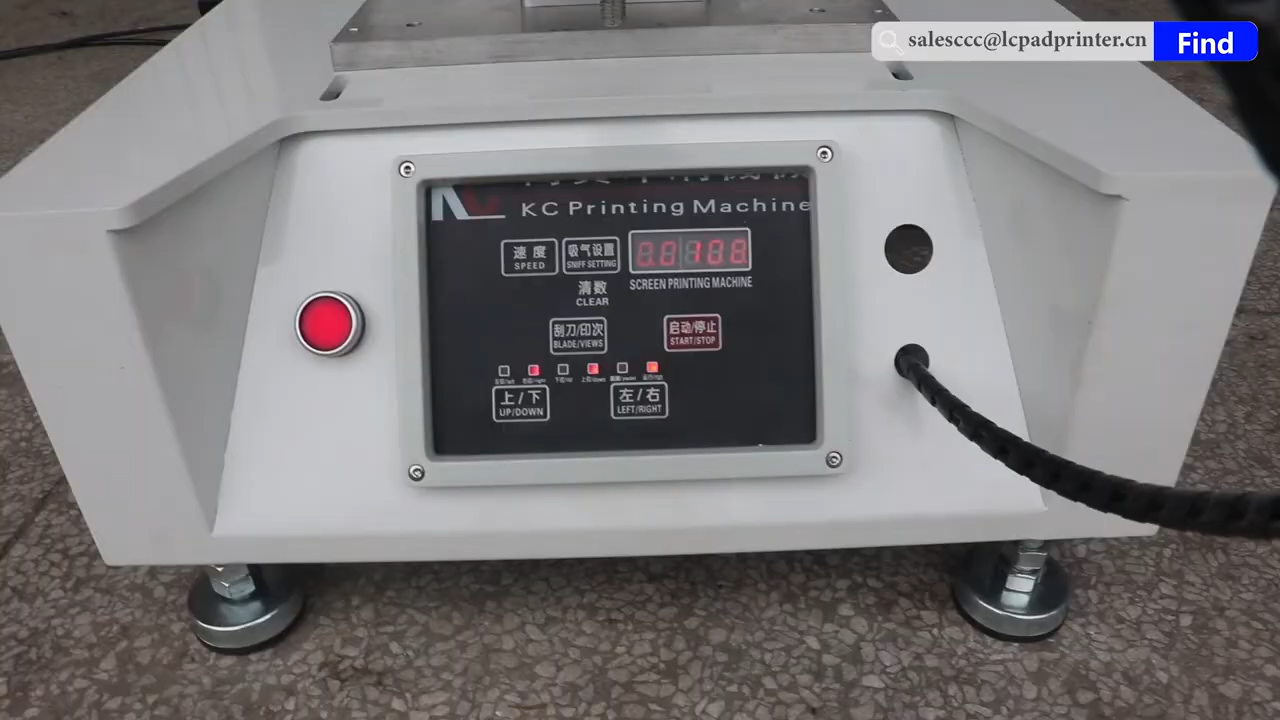 salesccc@lcpadprinter.cn
Find
KC Printing Machine
速度
SPEED
吸气设置
SNIFF SETTING
清数
CLEAR
SCREEN PRINTING MACHINE
刮刀/印次
BLADE/VIEWS
启动/停止
START/STOP
上/下
UP/DOWN
左/右
LEFT/RIGHT